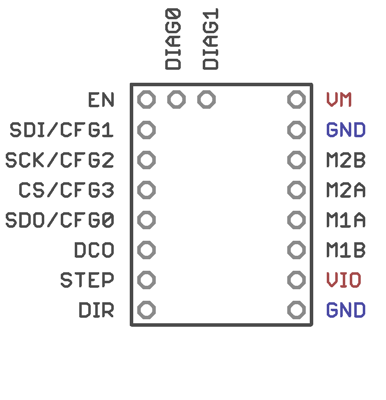 DIAG0 DIAG1
EN VM
SDI/CFG1 GND
SCK/CFG2 M2B
CS/CFG3 M2A
SDO/CFG0 M1A
DCO M1B
STEP VIO
DIR GND